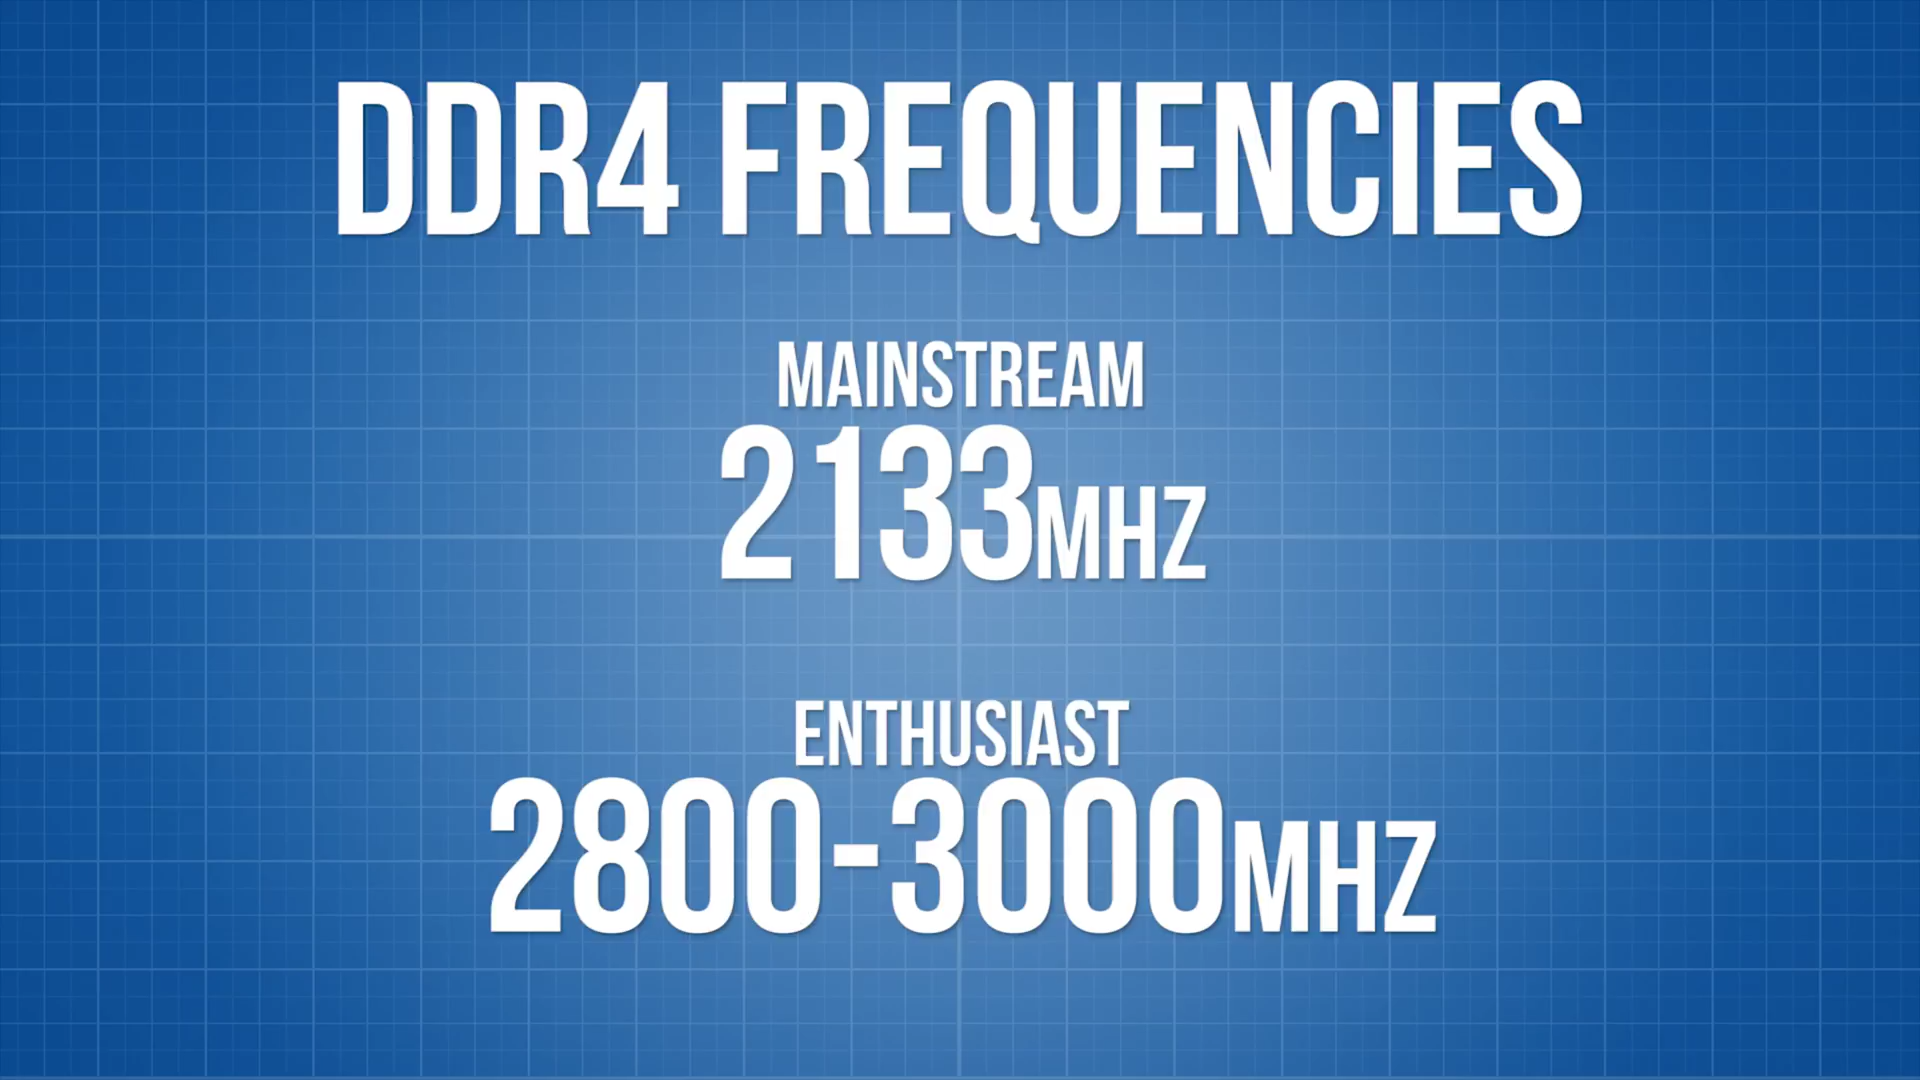 DDR4 FREQUENCIES
MAINSTREAM
2133MHZ
ENTHUSIAST
2800-3000MHZ